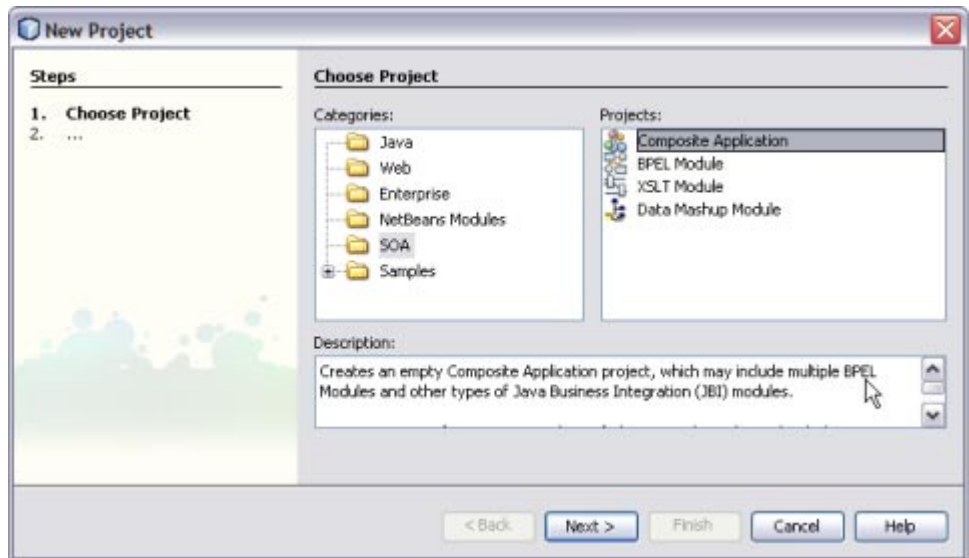 New Project
Steps
1. Choose Project
2. ...
Choose Project
Categories:
Java
Web
Enterprise
NetBeans Modules
SOA
Samples
Projects:
Composite Application
BPEL Module
XSLT Module
Data Mashup Module
Description:
Creates an empty Composite Application project, which may include multiple BPEL
Modules and other types of Java Business Integration (JBI) modules.
< Back
Next >
Finish
Cancel
Help